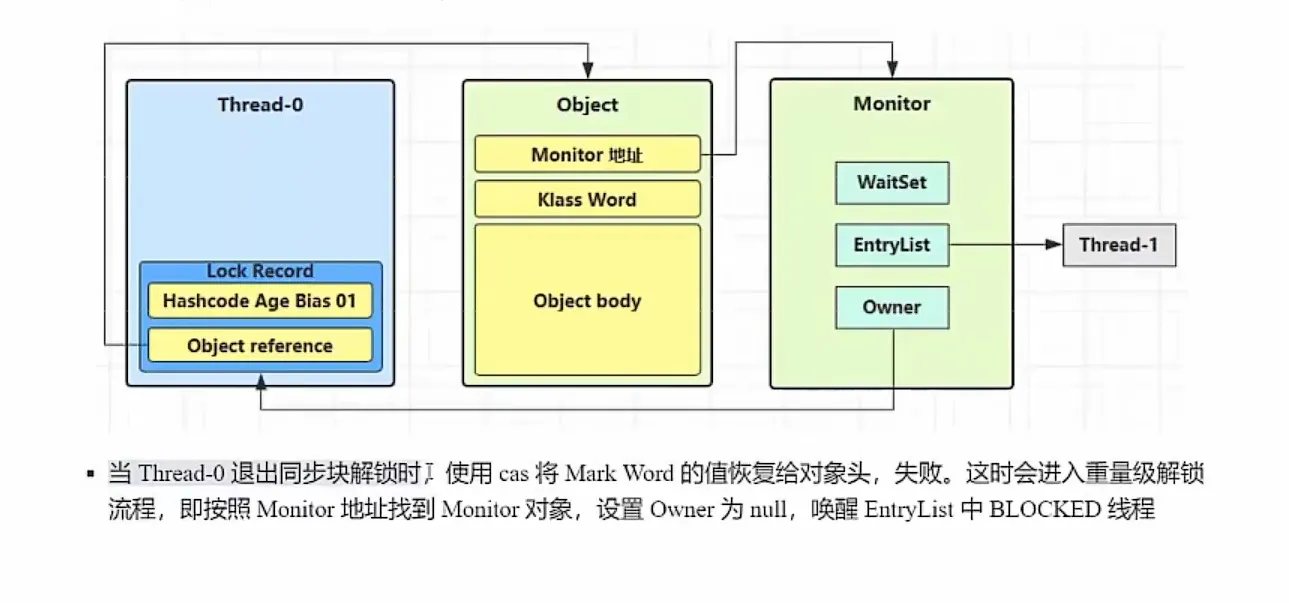 Thread-0
Object
Monitor
Monitor 地址
Klass Word
Object body
WaitSet
EntryList
Owner
Thread-1
Lock Record
Hashcode Age Bias 01
Object reference
▪ 当 Thread-0 退出同步块解锁时，使用 cas 将 Mark Word 的值恢复给对象头，失败。这时会进入重量级解锁
流程，即按照 Monitor 地址找到 Monitor 对象，设置 Owner 为 null，唤醒 EntryList 中 BLOCKED 线程